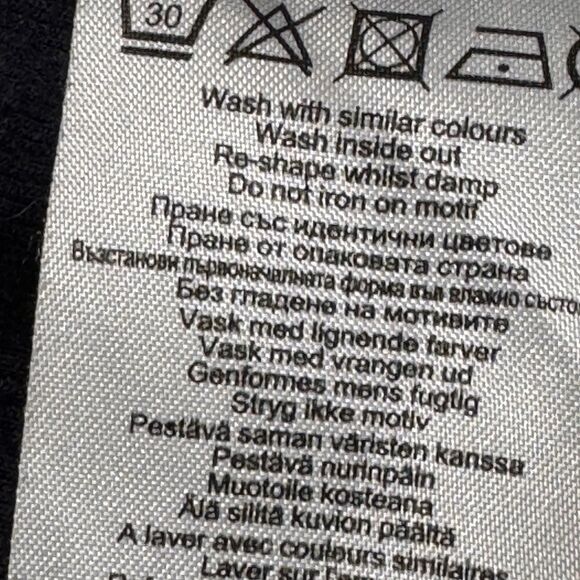 30
Wash with similar colours
Wash inside out
Re-shape whilst damp
Do not iron on motif
Пране със идентични цветове
Пране от опаковата страна
Възстанови първоначалната форма във влажно
Без гладене на мотивите
Vask med lignende farver
Vask med vrangen ud
Genformes mens fugtig
Stryg ikke motiv
Pestävä saman väristen kanssa
Pestävä nurinpäin
Muotoile kosteana
Älä silitä kuvion päältä
A laver avec couleurs similaires
Laver sur